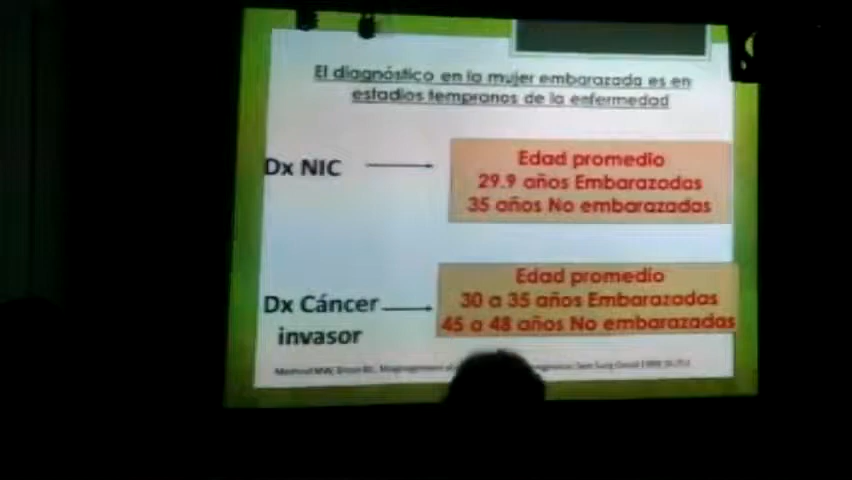 El diagnóstico en la mujer embarazada es en
estadios tempranos de la enfermedad
Dx NIC
Edad promedio
29.9 años Embarazadas
35 años No embarazadas
Dx Cáncer
invasor
Edad promedio
30 a 35 años Embarazadas
45 a 48 años No embarazadas